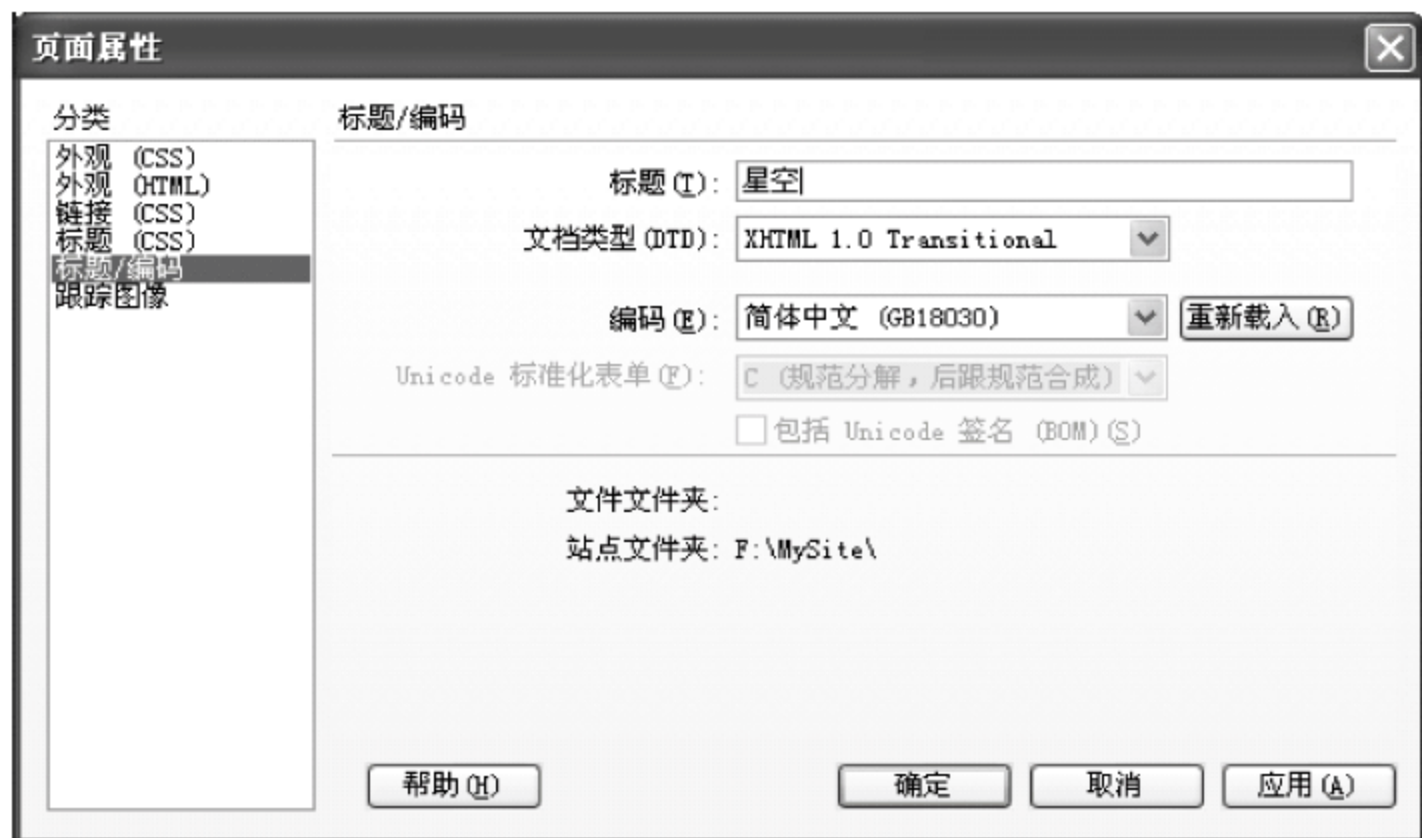 页面属性
分类
外观 (CSS)
外观 (HTML)
链接 (CSS)
标题 (CSS)
标题/编码
跟踪图像
标题/编码
标题(T): 星空
文档类型(DTD): XHTML 1.0 Transitional
编码(E): 简体中文 (GB18030) 重新载入(R)
Unicode 标准化表单(F): C (规范分解，后跟规范合成)
包括 Unicode 签名 (BOM)(S)
文件文件夹:
站点文件夹: F:\MySite\
帮助(H) 确定 取消 应用(A)